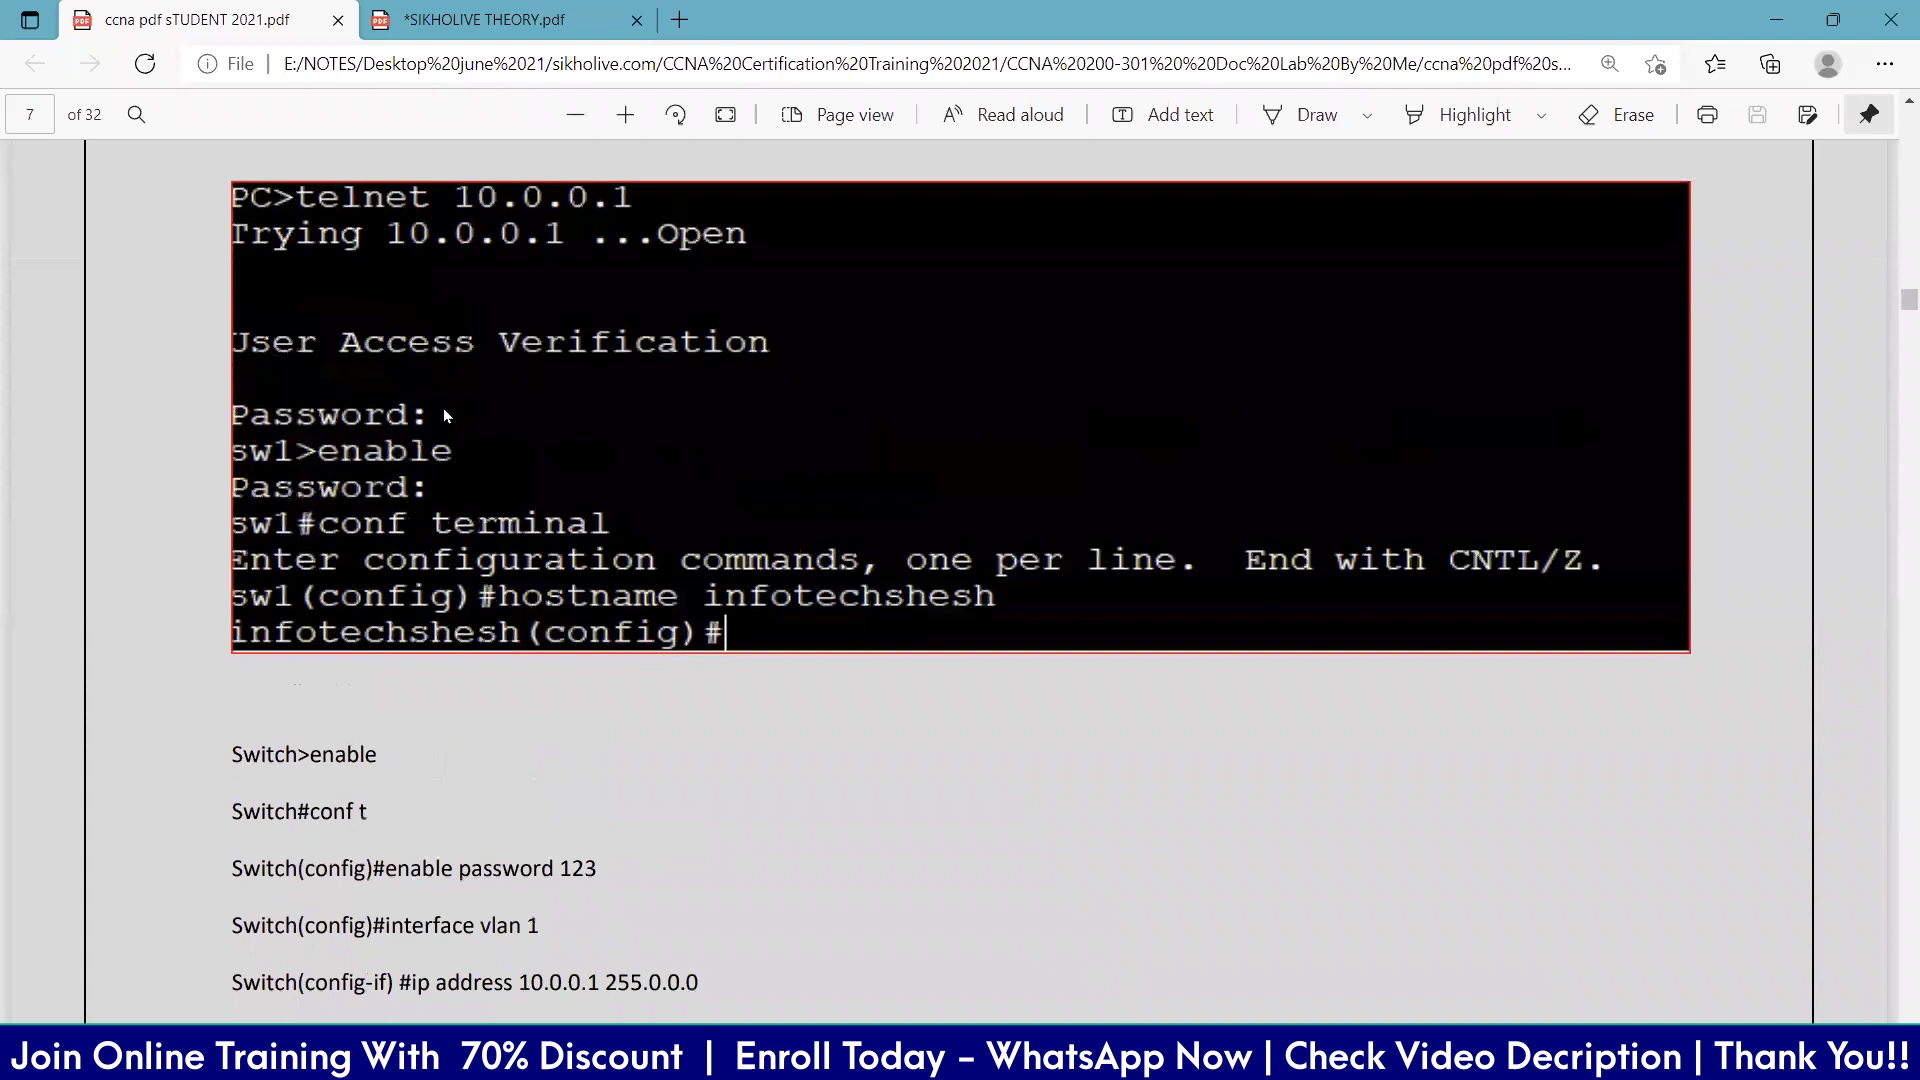 ccna pdf sTUDENT 2021.pdf
*SIKHOLIVE THEORY.pdf
File
E:/NOTES/Desktop%20june%2021/sikholive.com/CCNA%20Certification%20Training%202021/CCNA%20200-301%20%20Doc%20Lab%20By%20Me/ccna%20pdf%20s...
7 of 32
Page view
Read aloud
Add text
Draw
Highlight
Erase
PC>telnet 10.0.0.1
Trying 10.0.0.1 ...Open
User Access Verification
Password:
sw1>enable
Password:
sw1#conf terminal
Enter configuration commands, one per line.  End with CNTL/Z.
sw1(config)#hostname infotechshesh
infotechshesh(config)#
Switch>enable
Switch#conf t
Switch(config)#enable password 123
Switch(config)#interface vlan 1
Switch(config-if) #ip address 10.0.0.1 255.0.0.0
Join Online Training With 70% Discount | Enroll Today – WhatsApp Now | Check Video Decription | Thank You!!